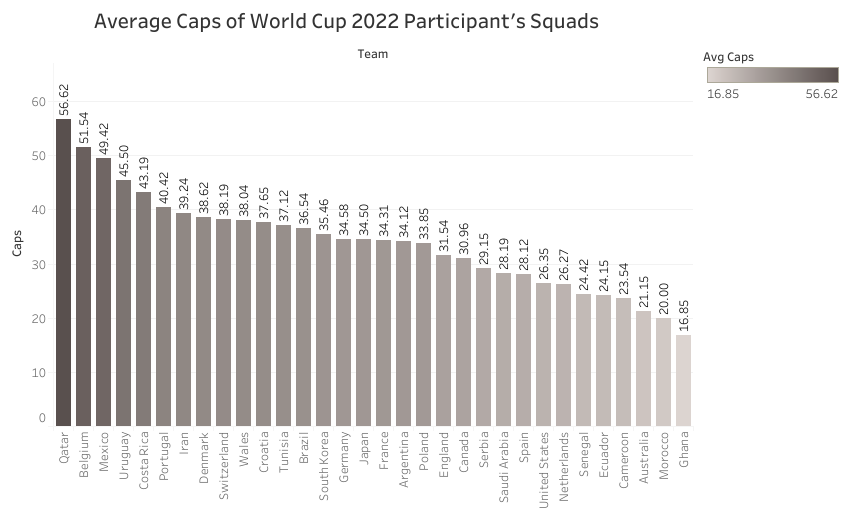 Average Caps of World Cup 2022 Participant's Squads
Team
Avg Caps
16.85 56.62
Caps
60
50
40
30
20
10
0
56.62
51.54
49.42
45.50
43.19
40.42
39.24
38.62
38.19
38.04
37.65
37.12
36.54
35.46
34.58
34.50
34.31
34.12
33.85
31.54
30.96
29.15
28.19
28.12
26.35
26.27
24.42
24.15
23.54
21.15
20.00
16.85
Qatar
Belgium
Mexico
Uruguay
Costa Rica
Portugal
Iran
Denmark
Switzerland
Wales
Croatia
Tunisia
Brazil
South Korea
Germany
Japan
France
Argentina
Poland
England
Canada
Serbia
Saudi Arabia
Spain
United States
Netherlands
Senegal
Ecuador
Cameroon
Australia
Morocco
Ghana